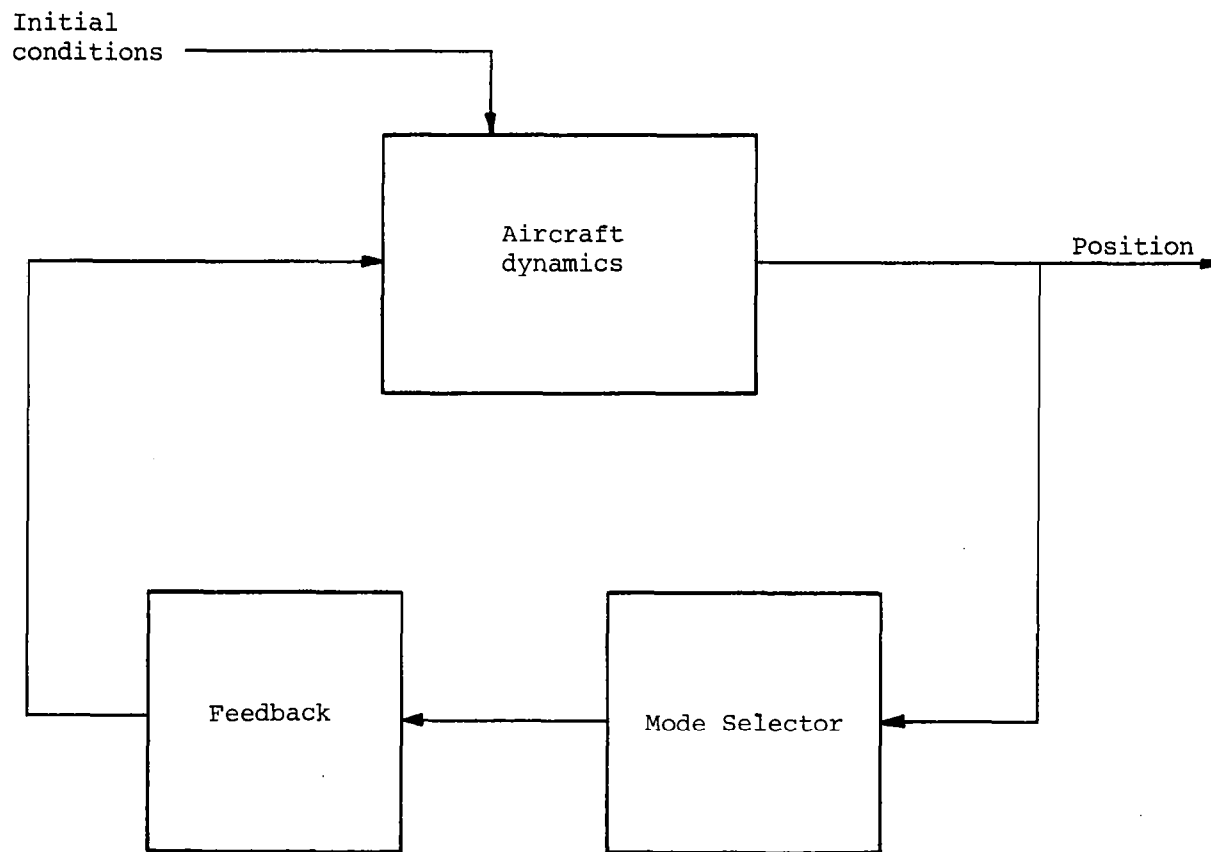 Initial
conditions
Aircraft
dynamics
Position
Feedback
Mode Selector